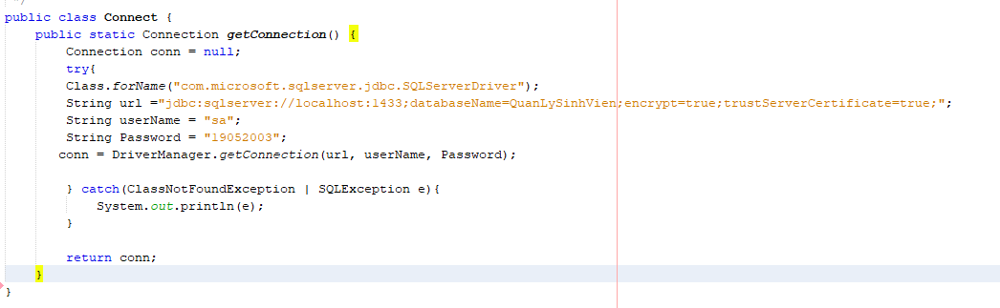 */
public class Connect {
    public static Connection getConnection() {
        Connection conn = null;
        try{
        Class.forName("com.microsoft.sqlserver.jdbc.SQLServerDriver");
        String url ="jdbc:sqlserver://localhost:1433;databaseName=QuanLySinhVien;encrypt=true;trustServerCertificate=true;";
        String userName = "sa";
        String Password = "19052003";
       conn = DriverManager.getConnection(url, userName, Password);
        } catch(ClassNotFoundException | SQLException e){
            System.out.println(e);
        }
        return conn;
    }
}